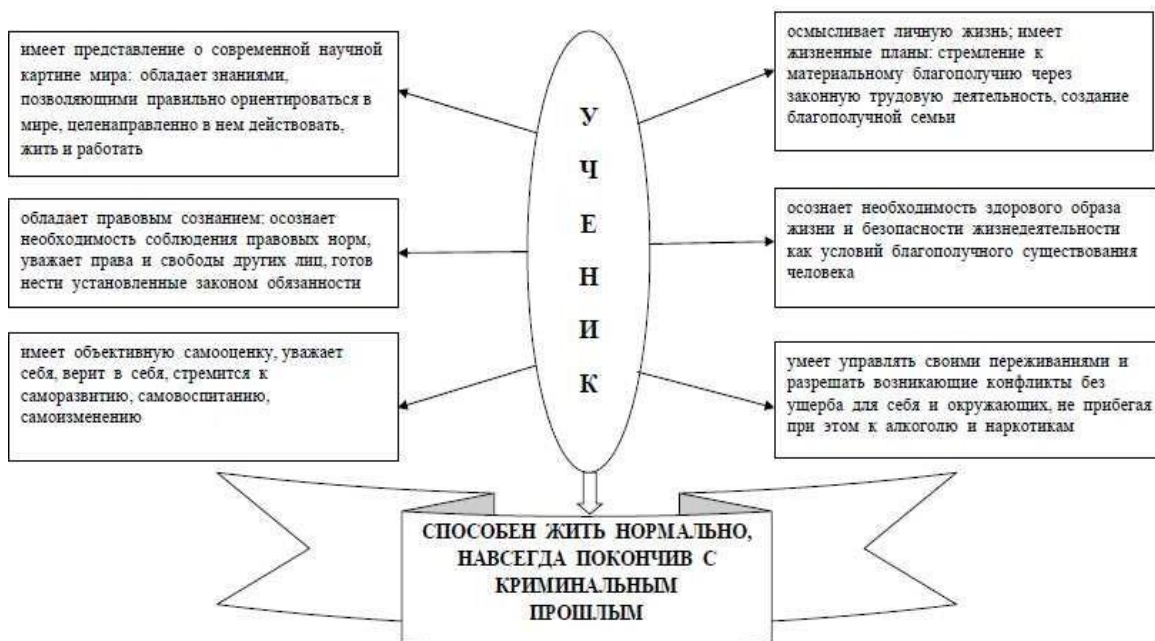 имеет представление о современной научной
картине мира: обладает знаниями,
позволяющими правильно ориентироваться в
мире, целенаправленно в нем действовать,
жить и работать
обладает правовым сознанием: осознает
необходимость соблюдения правовых норм,
уважает права и свободы других лиц, готов
нести установленные законом обязанности
имеет объективную самооценку, уважает
себя, верит в себя, стремится к
саморазвитию, самовоспитанию,
самоизменению
У
Ч
Е
Н
И
К
осмысливает личную жизнь; имеет
жизненные планы: стремление к
материальному благополучию через
законную трудовую деятельность, создание
благополучной семьи
осознает необходимость здорового образа
жизни и безопасности жизнедеятельности
как условий благополучного существования
человека
умеет управлять своими переживаниями и
разрешать возникающие конфликты без
ущерба для себя и окружающих, не прибегая
при этом к алкоголю и наркотикам
СПОСОБЕН ЖИТЬ НОРМАЛЬНО,
НАВСЕГДА ПОКОНЧИВ С
КРИМИНАЛЬНЫМ
ПРОШЛЫМ